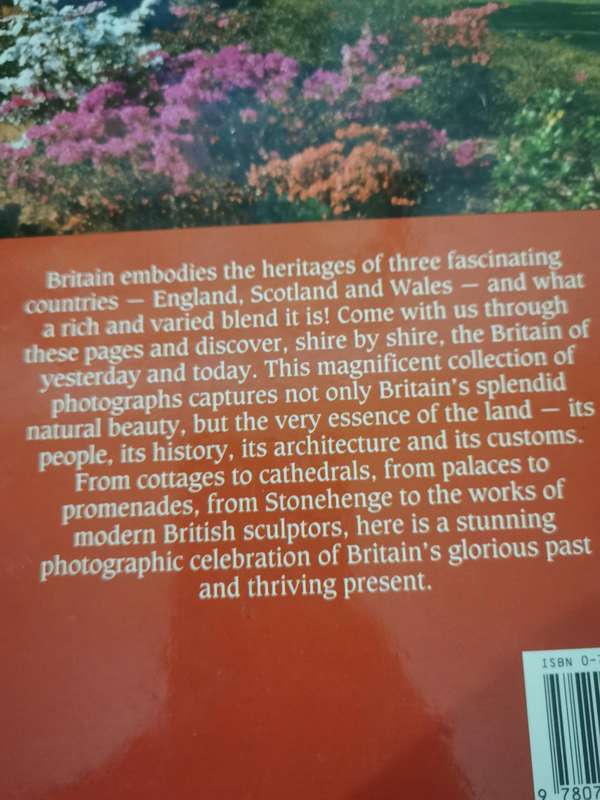 Britain embodies the heritages of three fascinating
countries — England, Scotland and Wales — and what
a rich and varied blend it is! Come with us through
these pages and discover, shire by shire, the Britain of
yesterday and today. This magnificent collection of
photographs captures not only Britain's splendid
natural beauty, but the very essence of the land — its
people, its history, its architecture and its customs.
From cottages to cathedrals, from palaces to
promenades, from Stonehenge to the works of
modern British sculptors, here is a stunning
photographic celebration of Britain's glorious past
and thriving present.
ISBN 0-7
9 7807